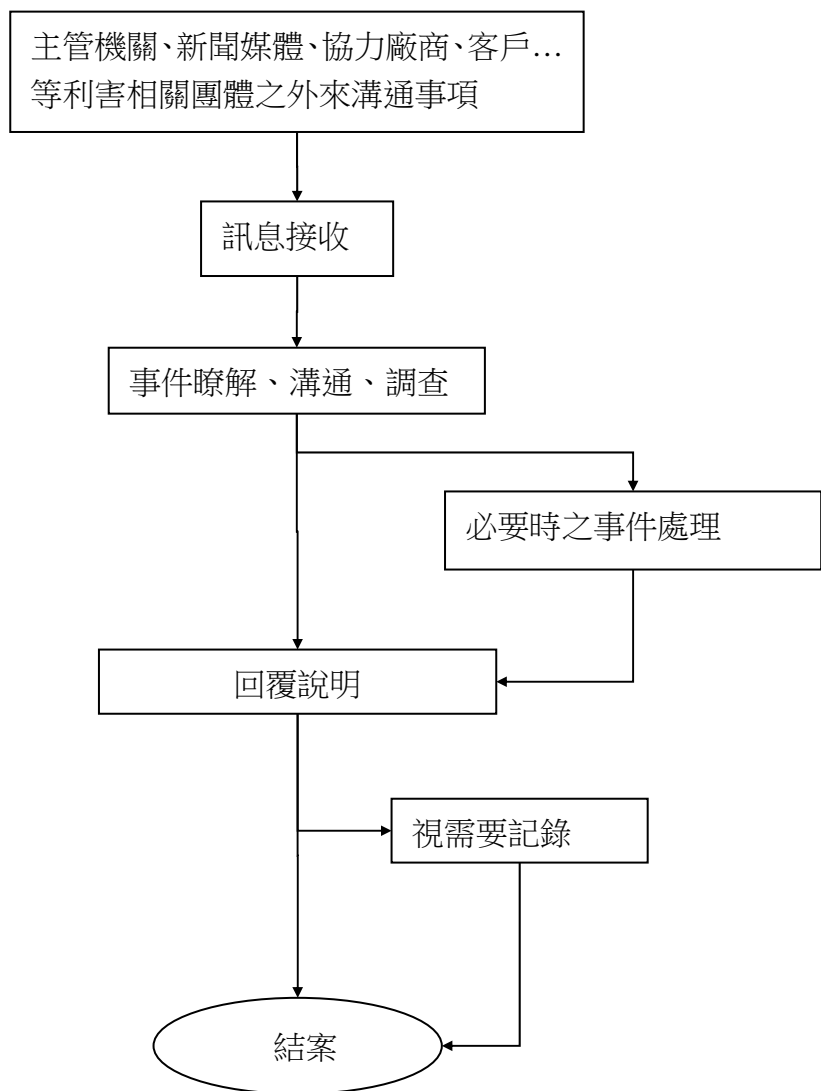 主管機關、新聞媒體、協力廠商、客戶…
等利害相關團體之外來溝通事項
訊息接收
事件瞭解、溝通、調查
必要時之事件處理
回覆說明
視需要記錄
結案